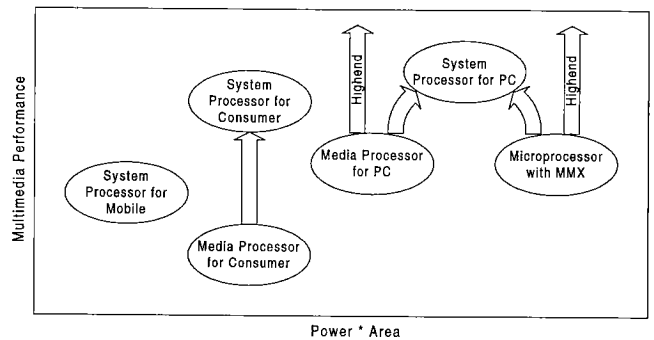 Multimedia Performance
System
Processor for
Consumer
System
Processor for
Mobile
Media Processor
for Consumer
Highend
System
Processor for PC
Highend
Media Processor
for PC
Microprocessor
with MMX
Power * Area